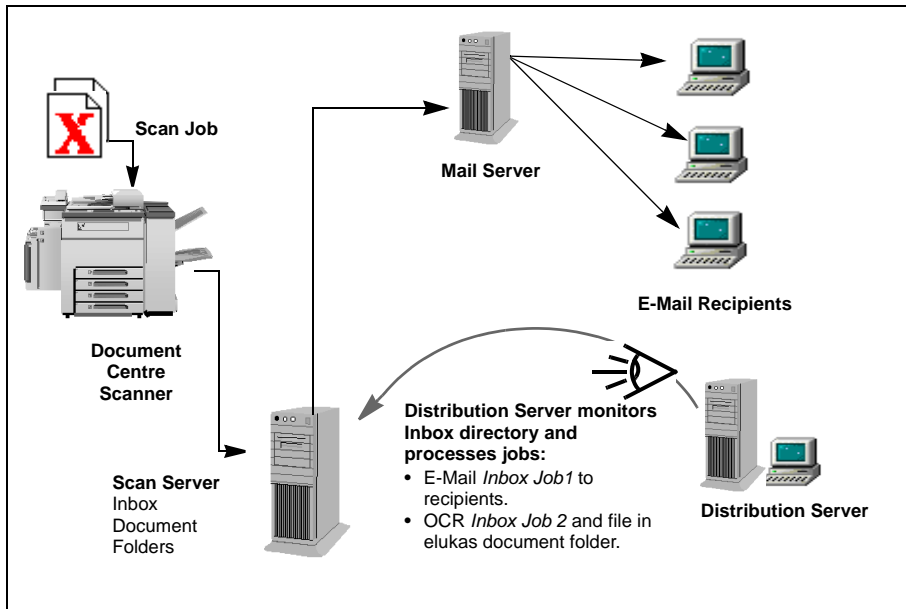 X
Scan Job
Mail Server
E-Mail Recipients
Document
Centre
Scanner
Distribution Server monitors
Inbox directory and
processes jobs:
• E-Mail Inbox Job1 to
recipients.
• OCR Inbox Job 2 and file in
elukas document folder.
Scan Server
Inbox
Document
Folders
Distribution Server